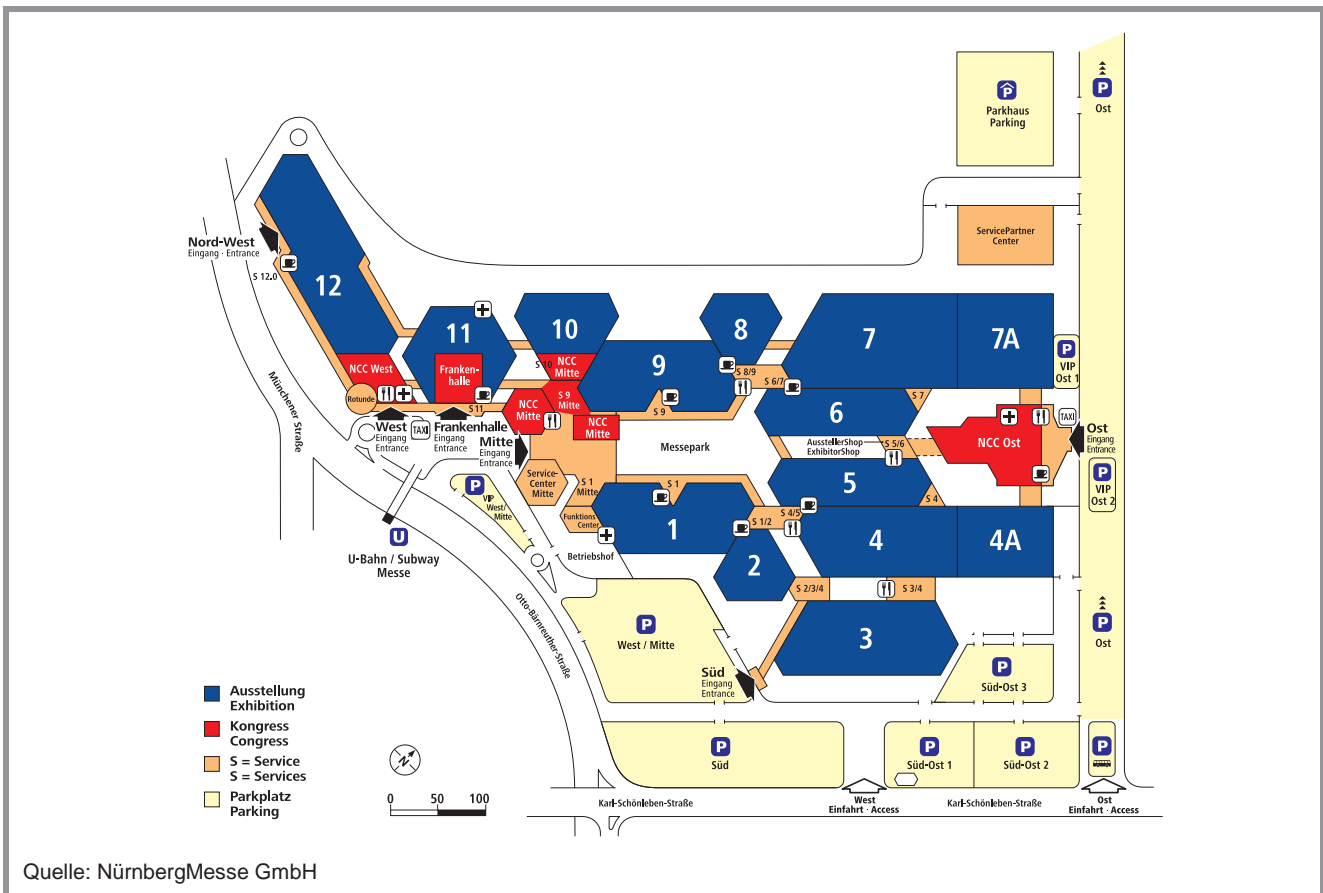 P
Ost
P
Parkhaus
Parking
ServicePartner
Center
Nord-West
Eingang · Entrance
S 12.0
12
11
10
8
7
7A
9
P
VIP
Ost 1
NCC West
Franken-
halle
S 10
NCC
Mitte
S 8/9
S 6/7
Rotunde
S 11
NCC
Mitte
S 9
Mitte
NCC
Mitte
S 9
6
S 7
Münchener Straße
West
Eingang
Entrance
TAXI
Frankenhalle
Eingang
Entrance
Mitte
Eingang
Entrance
Messepark
AusstellerShop
ExhibitorShop
S 5/6
NCC Ost
TAXI
Ost
Eingang
Entrance
P
VIP
Ost 2
P
VIP
West/
Mitte
Service-
Center
Mitte
S 1
Mitte
S 1
5
S 4
Funktions
Center
1
S 1/2
S 4/5
4
4A
U
U-Bahn / Subway
Messe
Betriebshof
2
S 2/3/4
S 3/4
Otto-Bärnreuther-Straße
P
West / Mitte
3
P
Ost
Süd
Eingang
Entrance
P
Süd-Ost 3
Ausstellung
Exhibition
Kongress
Congress
S = Service
S = Services
Parkplatz
Parking
N
0 50 100
P
Süd
P
Süd-Ost 1
P
Süd-Ost 2
P
Karl-Schönleben-Straße
West
Einfahrt · Access
Karl-Schönleben-Straße
Ost
Einfahrt · Access
Quelle: NürnbergMesse GmbH